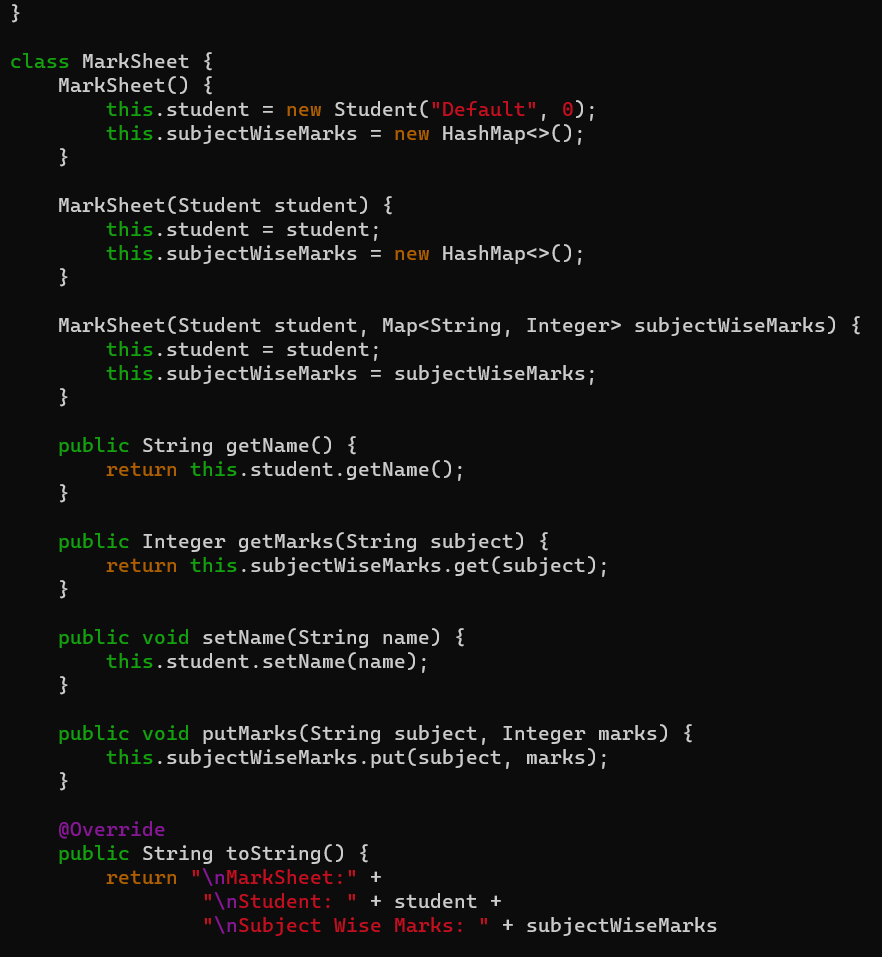 }
class MarkSheet {
    MarkSheet() {
        this.student = new Student("Default", 0);
        this.subjectWiseMarks = new HashMap<>();
    }
    MarkSheet(Student student) {
        this.student = student;
        this.subjectWiseMarks = new HashMap<>();
    }
    MarkSheet(Student student, Map<String, Integer> subjectWiseMarks) {
        this.student = student;
        this.subjectWiseMarks = subjectWiseMarks;
    }
    public String getName() {
        return this.student.getName();
    }
    public Integer getMarks(String subject) {
        return this.subjectWiseMarks.get(subject);
    }
    public void setName(String name) {
        this.student.setName(name);
    }
    public void putMarks(String subject, Integer marks) {
        this.subjectWiseMarks.put(subject, marks);
    }
    @Override
    public String toString() {
        return "\nMarkSheet:" +
                "\nStudent: " + student +
                "\nSubject Wise Marks: " + subjectWiseMarks